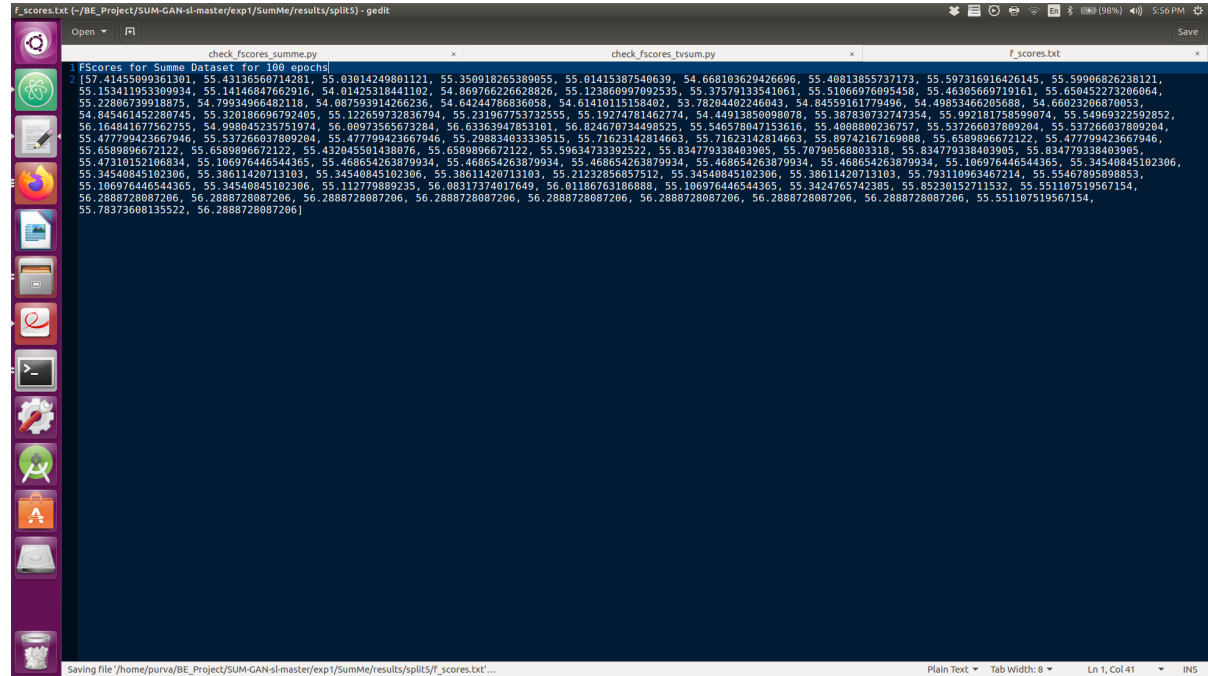 f_scores.txt (~/BE_Project/SUM-GAN-sl-master/exp1/SumMe/results/split5) - gedit
En (98%) 5:56 PM
Open
Save
check_fscores_summe.py × check_fscores_tvsum.py × f_scores.txt ×
1 FScores for Summe Dataset for 100 epochs
2 [57.41455099361301, 55.43136560714281, 55.03014249801121, 55.350918265389055, 55.01415387540639, 54.668103629426696, 55.40813855737173, 55.597316916426145, 55.59906826238121,
55.153411953309934, 55.14146847662916, 54.01425318441102, 54.869766226628826, 55.123860997092535, 55.37579133541061, 55.51066976095458, 55.46305669719161, 55.650452273206064,
55.22806739918875, 54.79934966482118, 54.087593914266236, 54.64244786836058, 54.61410115158402, 53.78204402246043, 54.84559161779496, 54.49853466205688, 54.66023206870053,
54.845461452280745, 55.320186696792405, 55.122659732836794, 55.231967753732555, 55.19274781462774, 54.44913850098078, 55.387830732747354, 55.992181758599074, 55.54969322592852,
56.164841677562755, 54.998045235751974, 56.00973565673284, 56.63363947853101, 56.824670734498525, 55.546578047153616, 55.4008800236757, 55.537266037809204, 55.537266037809204,
55.477799423667946, 55.537266037809204, 55.477799423667946, 55.298834033330515, 55.71623142814663, 55.71623142814663, 55.89742167169088, 55.6589896672122, 55.477799423667946,
55.6589896672122, 55.6589896672122, 55.432045501438076, 55.6589896672122, 55.59634733392522, 55.834779338403905, 55.70790568803318, 55.834779338403905, 55.834779338403905,
55.47310152106834, 55.106976446544365, 55.468654263879934, 55.468654263879934, 55.468654263879934, 55.468654263879934, 55.468654263879934, 55.106976446544365, 55.34540845102306,
55.34540845102306, 55.38611420713103, 55.34540845102306, 55.38611420713103, 55.21232856857512, 55.34540845102306, 55.38611420713103, 55.793110963467214, 55.55467895898853,
55.106976446544365, 55.34540845102306, 55.112779889235, 56.08317374017649, 56.01186763186888, 55.106976446544365, 55.3424765742385, 55.85230152711532, 55.551107519567154,
56.2888728087206, 56.2888728087206, 56.2888728087206, 56.2888728087206, 56.2888728087206, 56.2888728087206, 56.2888728087206, 55.551107519567154,
55.78373608135522, 56.2888728087206]
Saving file '/home/purva/BE_Project/SUM-GAN-sl-master/exp1/SumMe/results/split5/f_scores.txt'... Plain Text Tab Width: 8 Ln 1, Col 41 INS